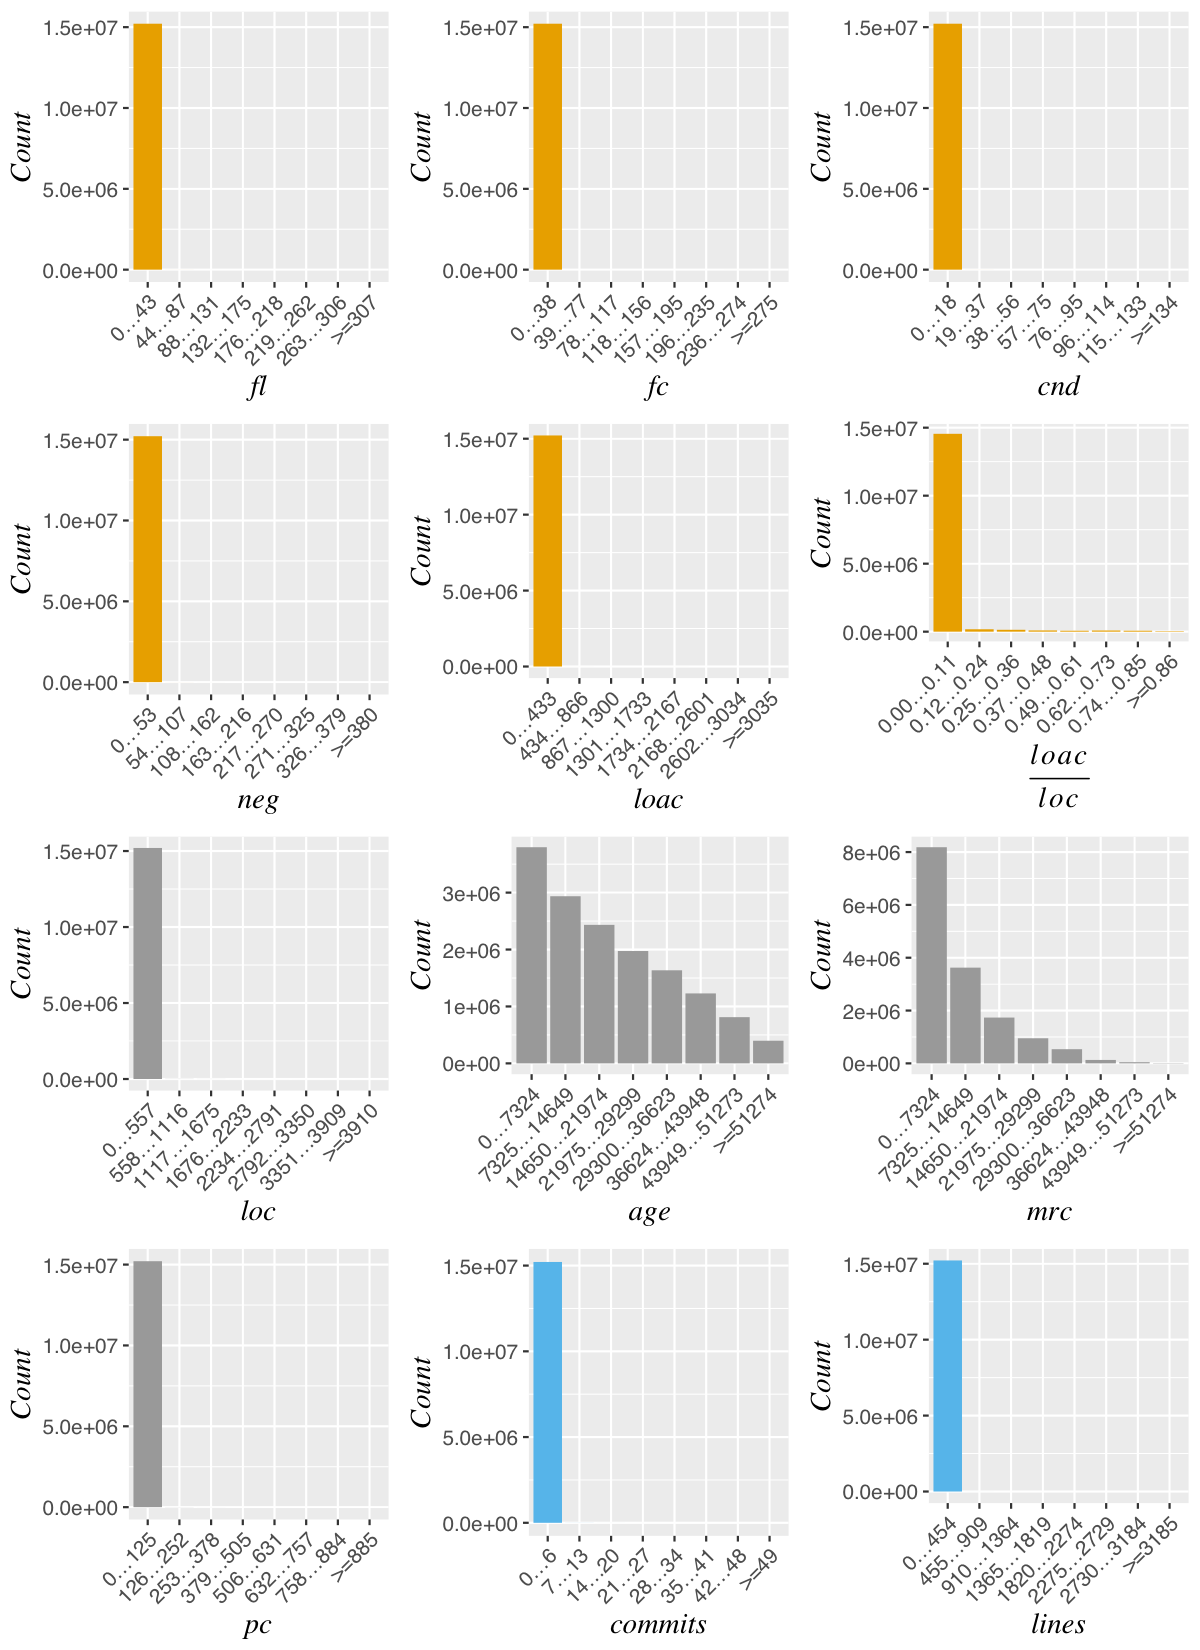 Count
1.5e+07
1.0e+07
5.0e+06
0.0e+00
0...43
44...87
88...131
132...175
176...218
219...262
263...306
>=307
fl
Count
1.5e+07
1.0e+07
5.0e+06
0.0e+00
0...38
39...77
78...117
118...156
157...195
196...235
236...274
>=275
fc
Count
1.5e+07
1.0e+07
5.0e+06
0.0e+00
0...18
19...37
38...56
57...75
76...95
96...114
115...133
>=134
cnd
Count
1.5e+07
1.0e+07
5.0e+06
0.0e+00
0...53
54...107
108...162
163...216
217...270
271...325
326...379
>=380
neg
Count
1.5e+07
1.0e+07
5.0e+06
0.0e+00
0...433
434...866
867...1300
1301...1733
1734...2167
2168...2601
2602...3034
>=3035
loac
Count
1.5e+07
1.0e+07
5.0e+06
0.0e+00
0.00...0.11
0.12...0.24
0.25...0.36
0.37...0.48
0.49...0.61
0.62...0.73
0.74...0.85
>=0.86
loac
loc
Count
1.5e+07
1.0e+07
5.0e+06
0.0e+00
0...557
558...1116
1117...1675
1676...2233
2234...2791
2792...3350
3351...3909
>=3910
loc
Count
3e+06
2e+06
1e+06
0e+00
0...7324
7325...14649
14650...21974
21975...29299
29300...36623
36624...43948
43949...51273
>=51274
age
Count
8e+06
6e+06
4e+06
2e+06
0e+00
0...7324
7325...14649
14650...21974
21975...29299
29300...36623
36624...43948
43949...51273
>=51274
mrc
Count
1.5e+07
1.0e+07
5.0e+06
0.0e+00
0...125
126...252
253...378
379...505
506...631
632...757
758...884
>=885
pc
Count
1.5e+07
1.0e+07
5.0e+06
0.0e+00
0...6
7...13
14...20
21...27
28...34
35...41
42...48
>=49
commits
Count
1.5e+07
1.0e+07
5.0e+06
0.0e+00
0...454
455...909
910...1364
1365...1819
1820...2274
2275...2729
2730...3184
>=3185
lines